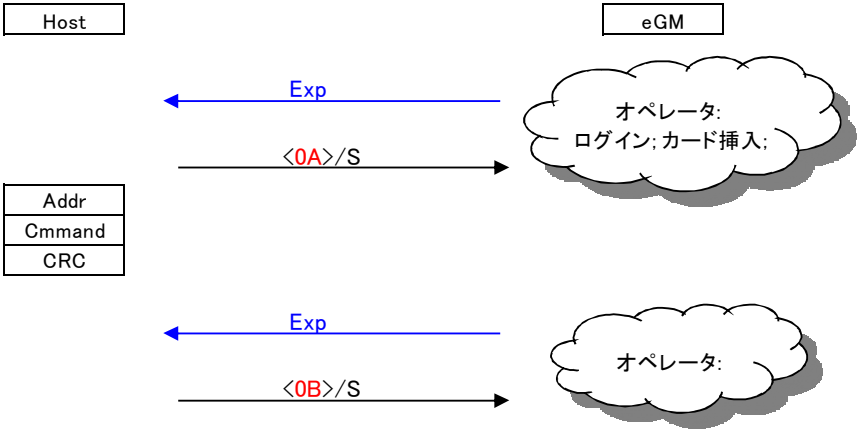 Host
eGM
Exp
オペレータ:
ログイン;カード挿入;
<0A>/S
Addr
Cmmand
CRC
Exp
オペレータ:
<0B>/S